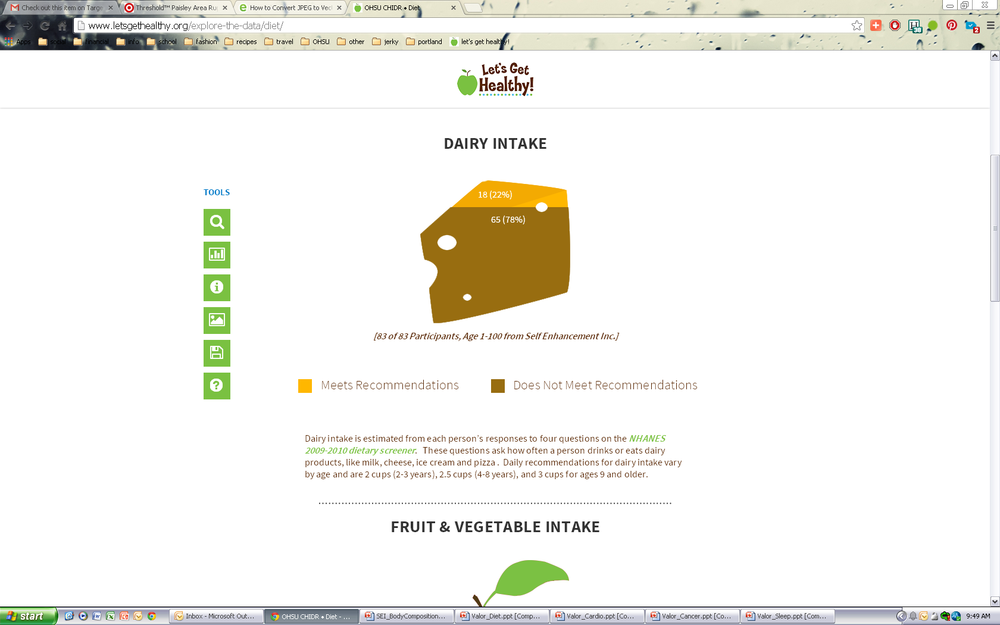 Check out this item on Targe
Threshold™ Paisley Area Ru
How to Convert JPEG to Vec
OHSU CHIDR • Diet
www.letsgethealthy.org/explore-the-data/diet/
38
2
Apps social financial info school fashion recipes travel OHSU other jerky portland let's get healthy!
Let's Get
Healthy!
DAIRY INTAKE
TOOLS
18 (22%)
65 (78%)
[83 of 83 Participants, Age 1-100 from Self Enhancement Inc.]
Meets Recommendations
Does Not Meet Recommendations
Dairy intake is estimated from each person's responses to four questions on the NHANES
2009-2010 dietary screener. These questions ask how often a person drinks or eats dairy
products, like milk, cheese, ice cream and pizza . Daily recommendations for dairy intake vary
by age and are 2 cups (2-3 years), 2.5 cups (4-8 years), and 3 cups for ages 9 and older.
FRUIT & VEGETABLE INTAKE
start
Inbox - Microsoft Out...
OHSU CHIDR • Diet - ...
SEI_BodyComposition...
Valor_Diet.ppt [Comp...
Valor_Cardio.ppt [Co...
Valor_Cancer.ppt [Co...
Valor_Sleep.ppt [Com...
9:49 AM